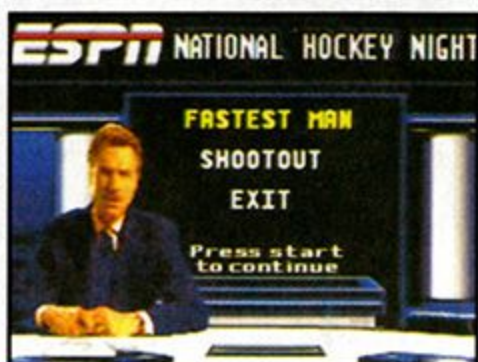 ESPN NATIONAL HOCKEY NIGHT
FASTEST MAN
SHOOTOUT
EXIT
Press start
to continue